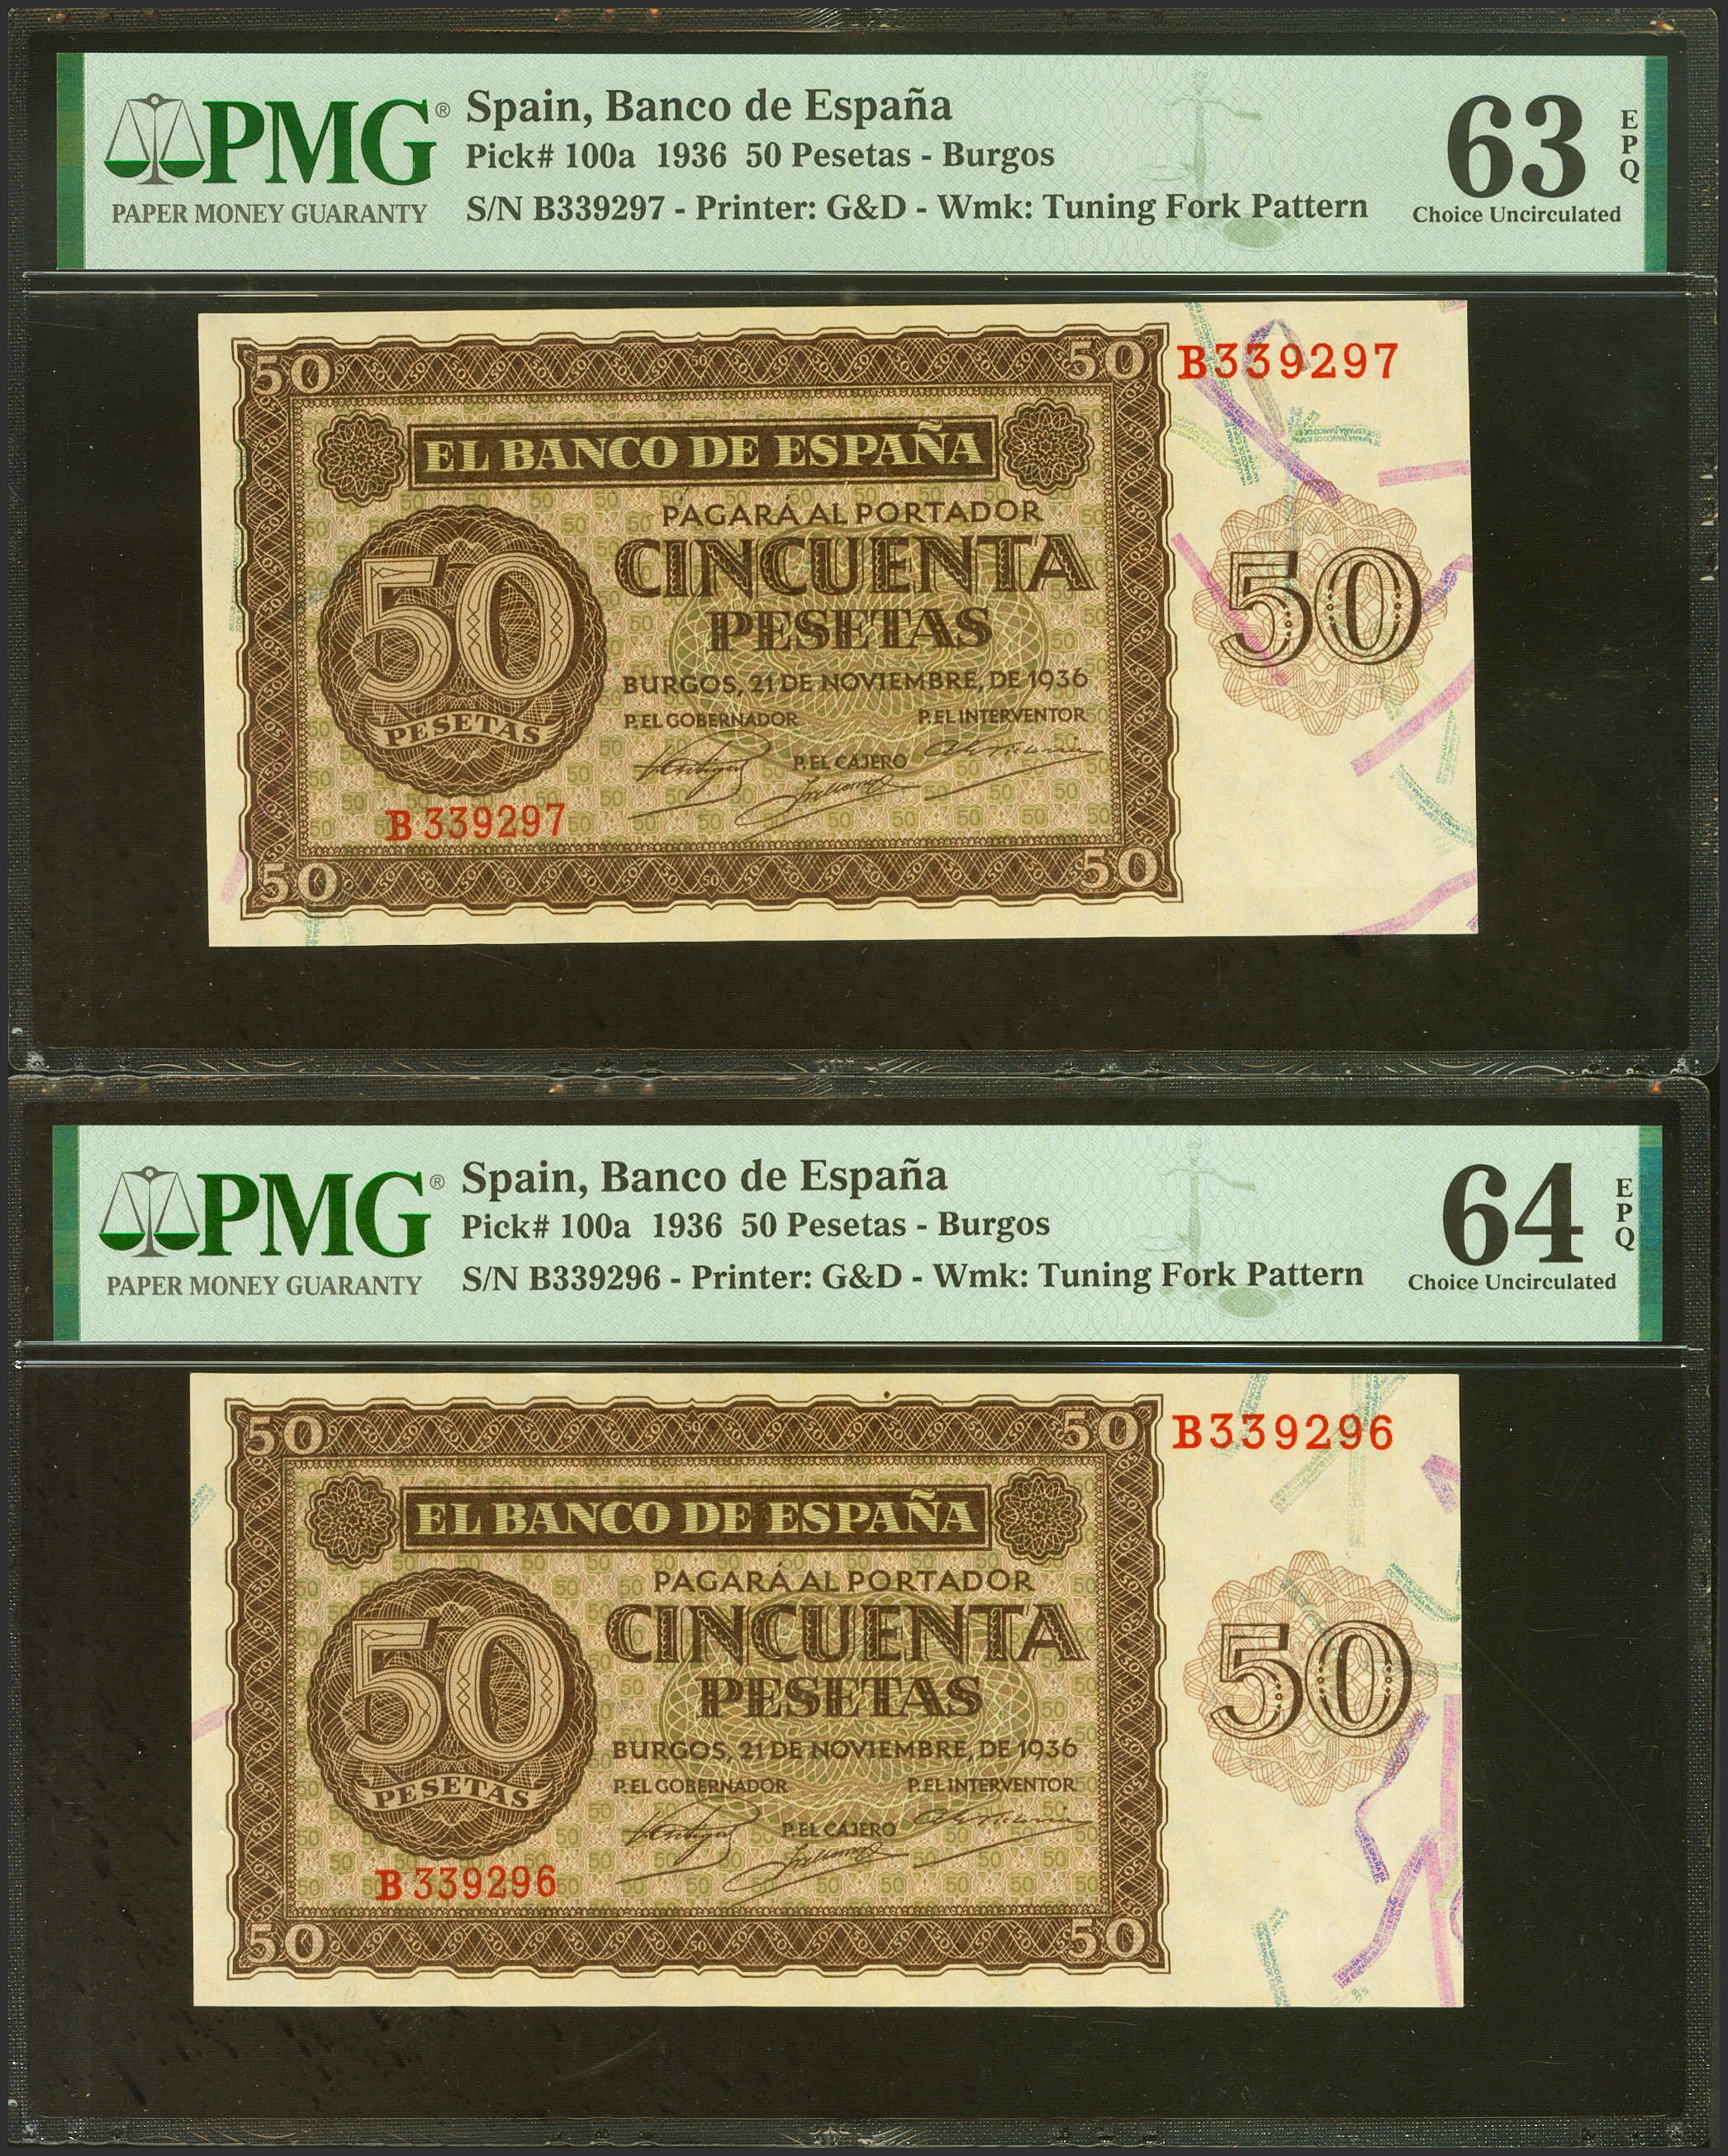 PMG®
PAPER MONEY GUARANTY
Spain, Banco de España
Pick# 100a 1936 50 Pesetas - Burgos
S/N B339297 - Printer: G&D - Wmk: Tuning Fork Pattern
63
EPQ
Choice Uncirculated
50 50
B339297
EL BANCO DE ESPAÑA
PAGARÁ AL PORTADOR
CINCUENTA
PESETAS
50
PESETAS
50
BURGOS, 21 DE NOVIEMBRE, DE 1936
P. EL GOBERNADOR P. EL INTERVENTOR
P. EL CAJERO
B339297
50 50
PMG®
PAPER MONEY GUARANTY
Spain, Banco de España
Pick# 100a 1936 50 Pesetas - Burgos
S/N B339296 - Printer: G&D - Wmk: Tuning Fork Pattern
64
EPQ
Choice Uncirculated
50 50
B339296
EL BANCO DE ESPAÑA
PAGARÁ AL PORTADOR
CINCUENTA
PESETAS
50
PESETAS
50
BURGOS, 21 DE NOVIEMBRE, DE 1936
P. EL GOBERNADOR P. EL INTERVENTOR
P. EL CAJERO
B339296
50 50